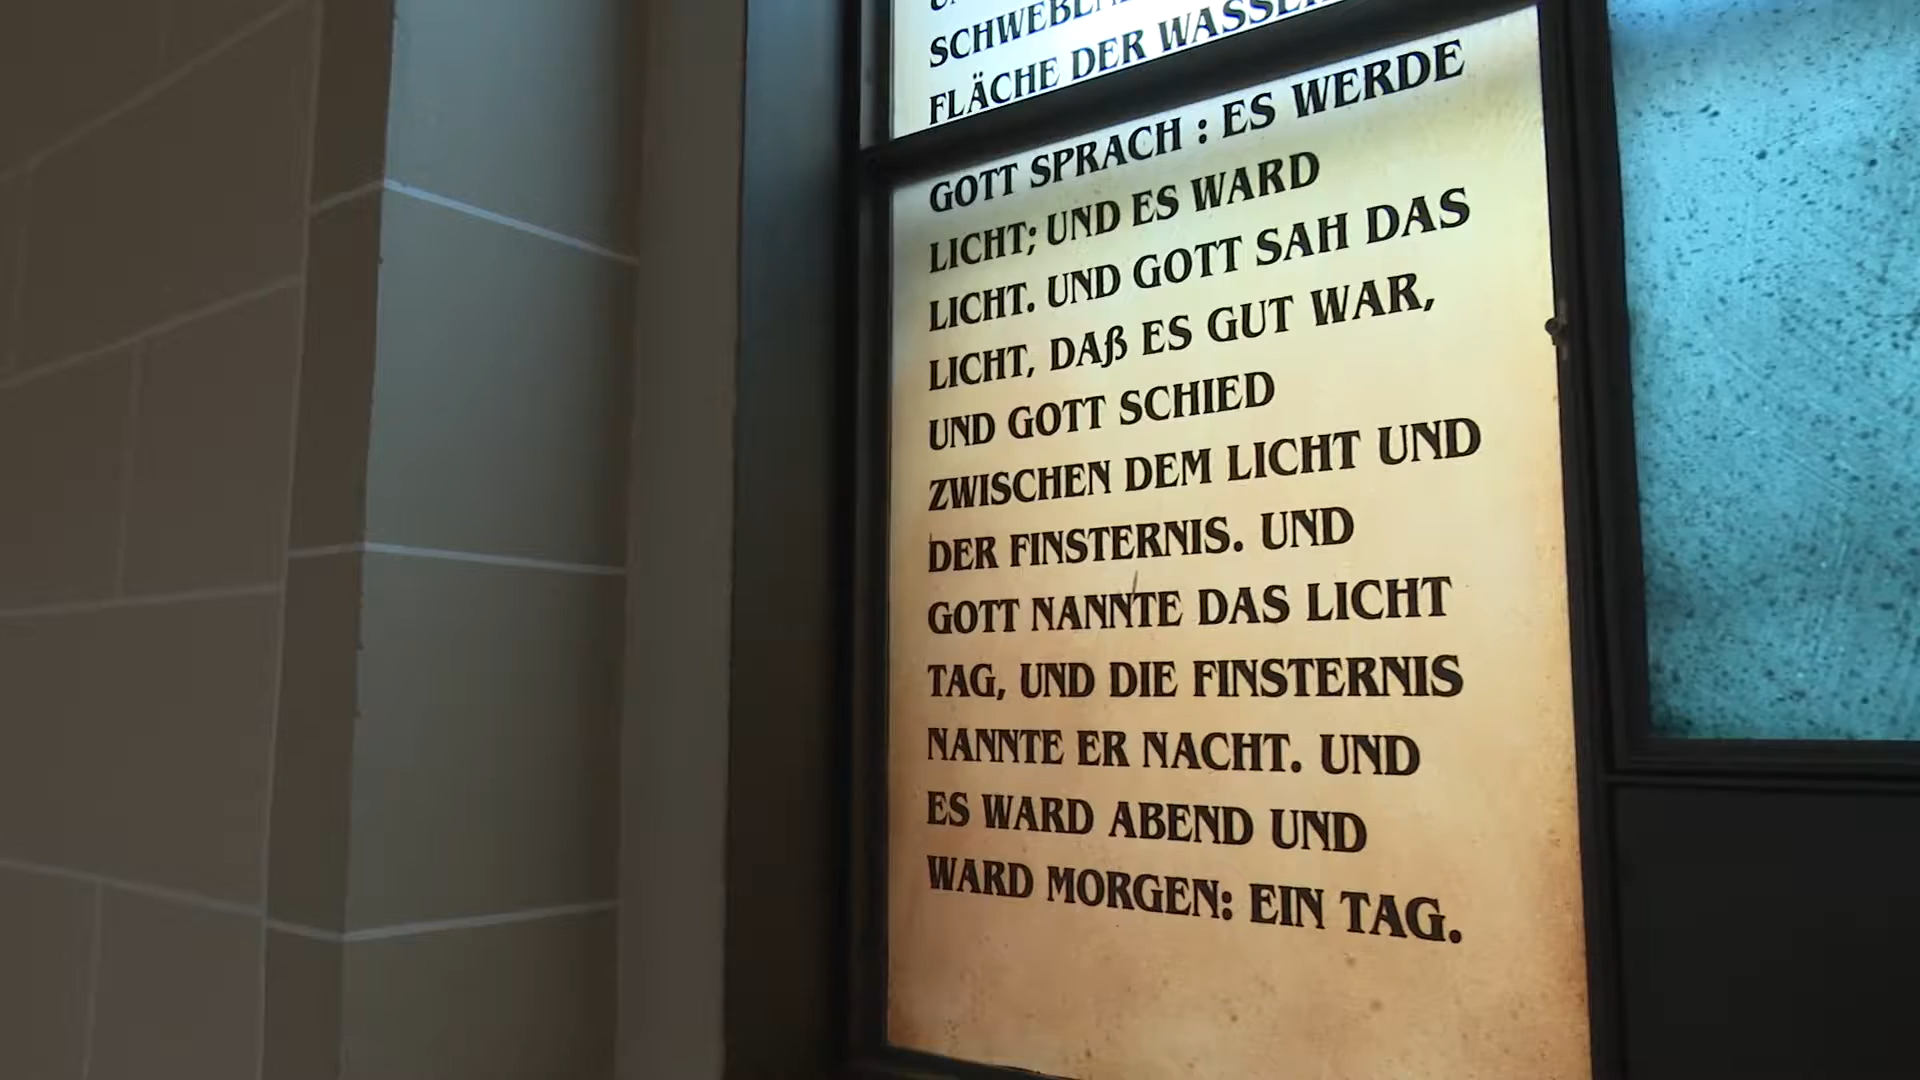 FLÄCHE DER WASSER
GOTT SPRACH : ES WERDE
LICHT; UND ES WARD
LICHT. UND GOTT SAH DAS
LICHT, DAß ES GUT WAR,
UND GOTT SCHIED
ZWISCHEN DEM LICHT UND
DER FINSTERNIS. UND
GOTT NANNTE DAS LICHT
TAG, UND DIE FINSTERNIS
NANNTE ER NACHT. UND
ES WARD ABEND UND
WARD MORGEN: EIN TAG.